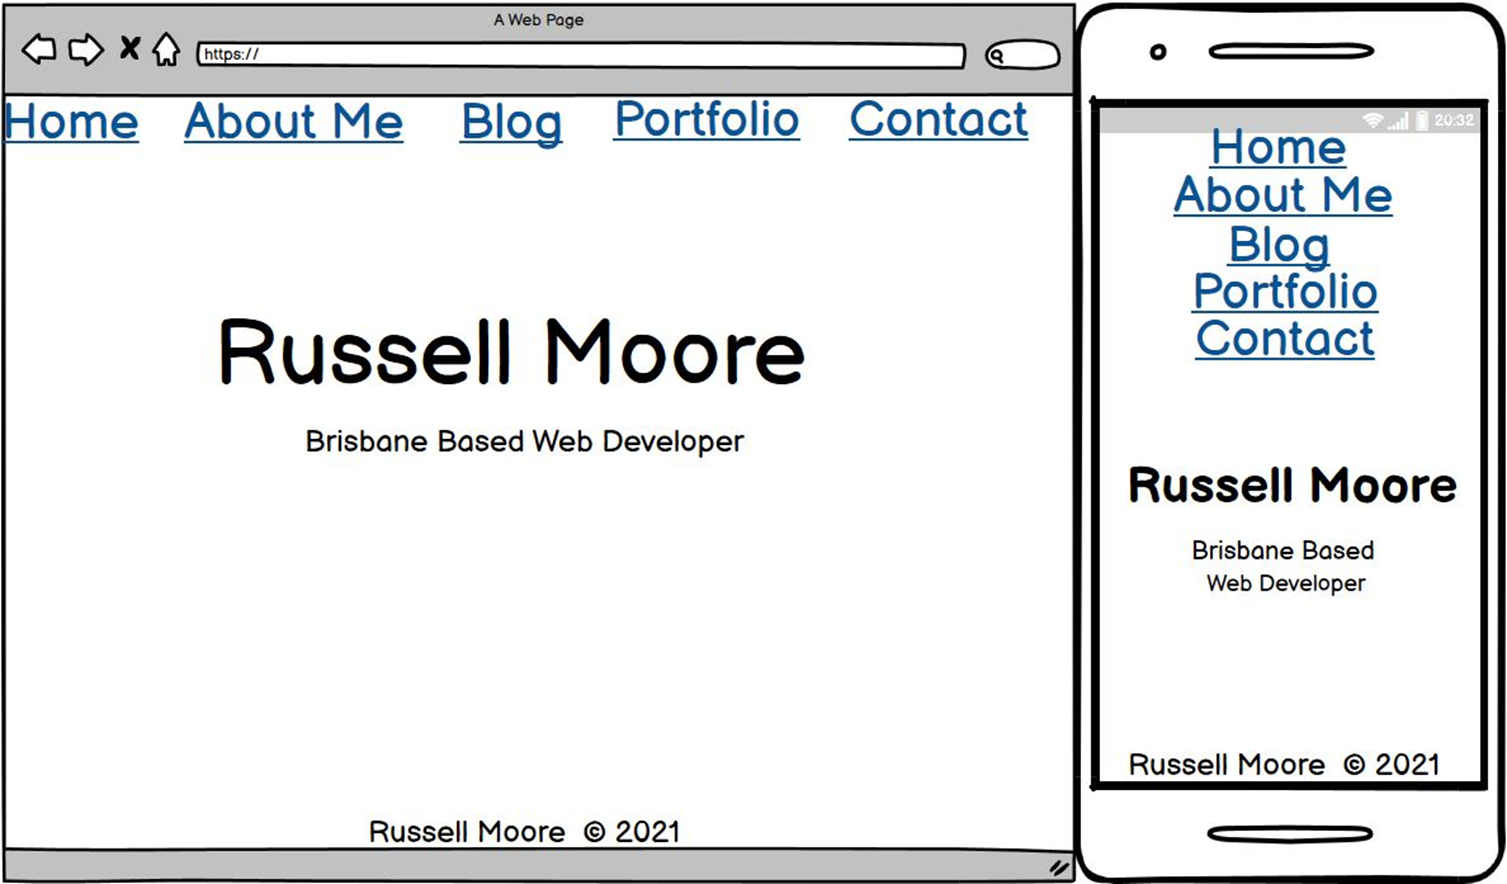 A Web Page
https://
Home About Me Blog Portfolio Contact
Russell Moore
Brisbane Based Web Developer
Russell Moore © 2021
20:32
Home
About Me
Blog
Portfolio
Contact
Russell Moore
Brisbane Based
Web Developer
Russell Moore © 2021